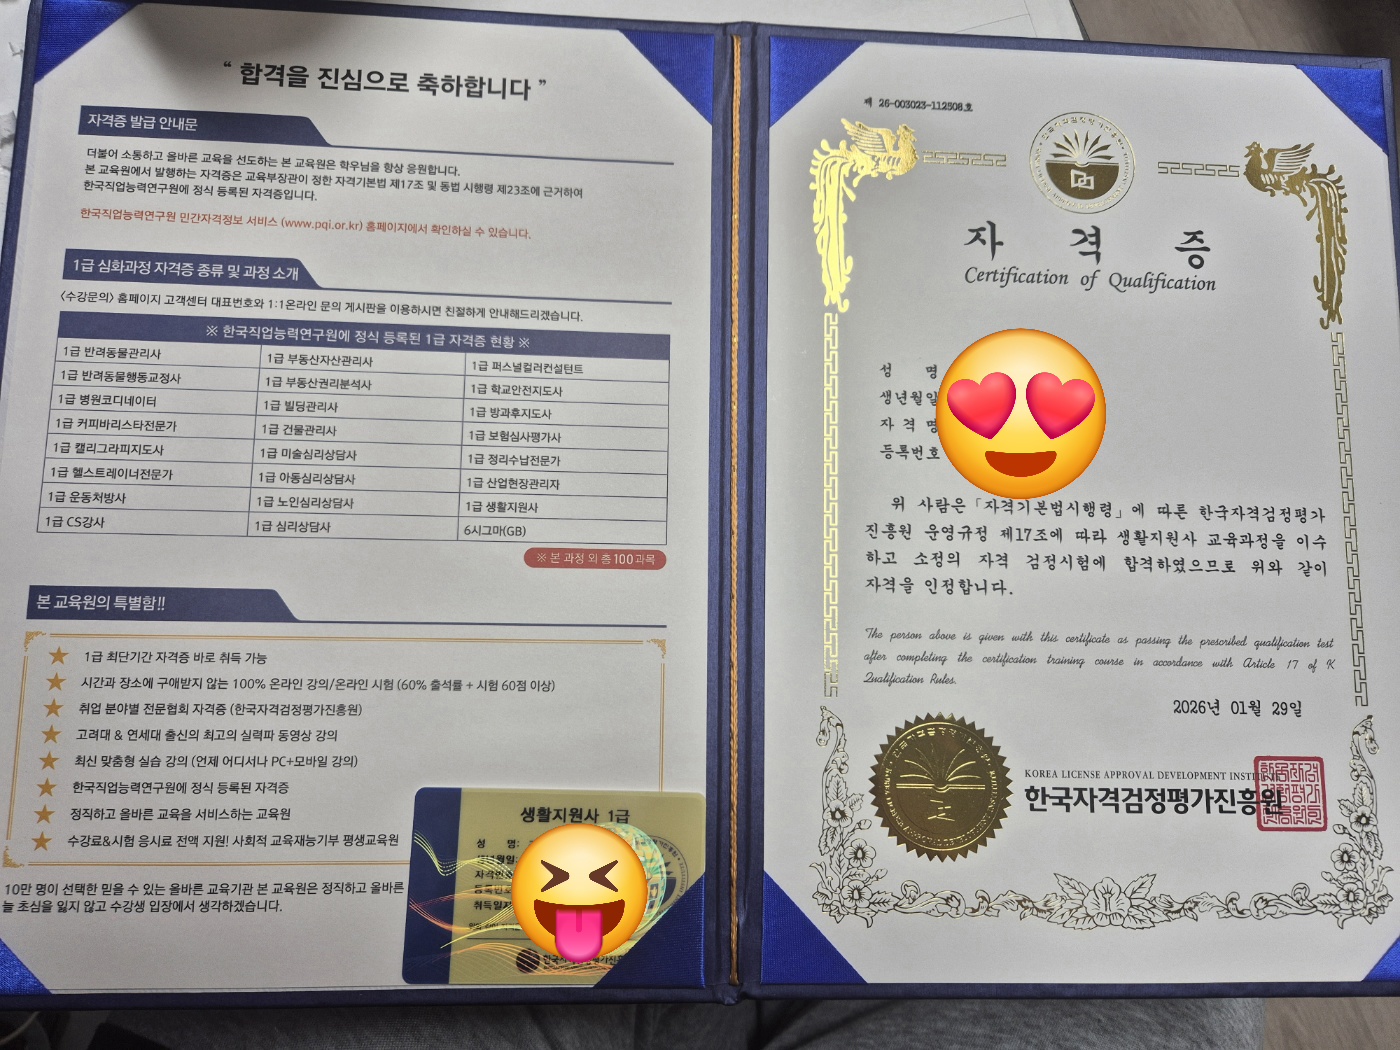 “ 합격을 진심으로 축하합니다 ”
자격증 발급 안내문
더불어 소통하고 올바른 교육을 선도하는 본 교육원은 학우님을 항상 응원합니다.
본 교육원에서 발행하는 자격증은 교육부장관이 정한 자격기본법 제17조 및 동법 시행령 제23조에 근거하여
한국직업능력연구원에 정식 등록된 자격증입니다.
한국직업능력연구원 민간자격정보 서비스 (www.pqi.or.kr) 홈페이지에서 확인하실 수 있습니다.
1급 심화과정 자격증 종류 및 과정 소개
<수강문의> 홈페이지 고객센터 대표번호와 1:1온라인 문의 게시판을 이용하시면 친절하게 안내해드리겠습니다.
※ 한국직업능력연구원에 정식 등록된 1급 자격증 현황 ※
1급 반려동물관리사 1급 부동산자산관리사 1급 퍼스널컬러컨설턴트
1급 반려동물행동교정사 1급 부동산권리분석사 1급 학교안전지도사
1급 병원코디네이터 1급 빌딩관리사 1급 방과후지도사
1급 커피바리스타전문가 1급 건물관리사 1급 보험심사평가사
1급 캘리그라피지도사 1급 미술심리상담사 1급 정리수납전문가
1급 헬스트레이너전문가 1급 아동심리상담사 1급 산업현장관리자
1급 운동처방사 1급 노인심리상담사 1급 생활지원사
1급 CS강사 1급 심리상담사 6시그마(GB)
※ 본 과정 외 총100과목
본 교육원의 특별함!!
1급 최단기간 자격증 바로 취득 가능
시간과 장소에 구애받지 않는 100% 온라인 강의/온라인 시험 (60% 출석률 + 시험 60점 이상)
취업 분야별 전문협회 자격증 (한국자격검정평가진흥원)
고려대 & 연세대 출신의 최고의 실력파 동영상 강의
최신 맞춤형 실습 강의 (언제 어디서나 PC+모바일 강의)
한국직업능력연구원에 정식 등록된 자격증
정직하고 올바른 교육을 서비스하는 교육원
수강료&시험 응시료 전액 지원! 사회적 교육재능기부 평생교육원
10만 명이 선택한 믿을 수 있는 올바른 교육기관 본 교육원은 정직하고 올바른
늘 초심을 잃지 않고 수강생 입장에서 생각하겠습니다.
생활지원사 1급
성 명:
제 26-003023-112508호
자 격 증
Certification of Qualification
성 명
생년월일
자 격 명
등록번호
위 사람은「자격기본법시행령」에 따른 한국자격검정평가
진흥원 운영규정 제17조에 따라 생활지원사 교육과정을 이수
하고 소정의 자격 검정시험에 합격하였으므로 위와 같이
자격을 인정합니다.
The person above is given with this certificate as passing the prescribed qualification test
after completing the certification training course in accordance with Article 17 of K
Qualification Rules.
2026년 01월 29일
KOREA LICENSE APPROVAL DEVELOPMENT INSTITUTE
한국자격검정평가진흥원